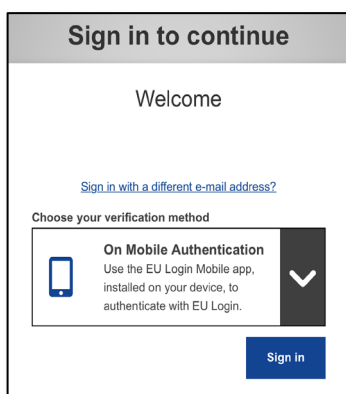 Sign in to continue
Welcome
Sign in with a different e-mail address?
Choose your verification method
On Mobile Authentication
Use the EU Login Mobile app,
installed on your device, to
authenticate with EU Login.
Sign in